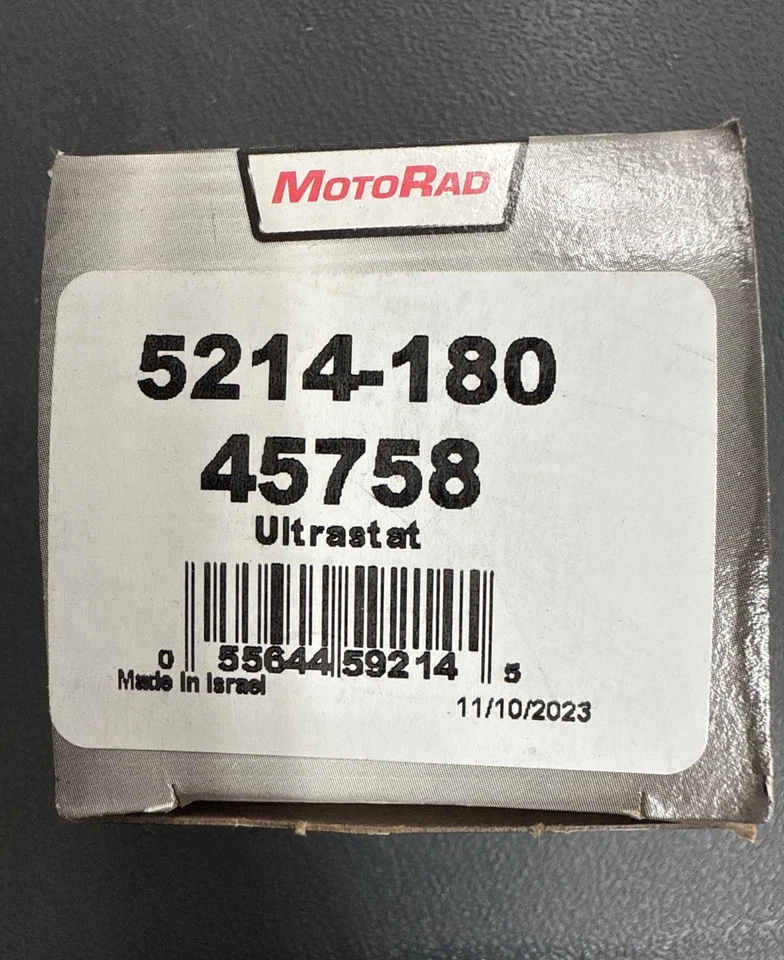 MOTORAD
5214-180
45758
Ultrastat
0 55644 59214 5
Made In Israel
11/10/2023